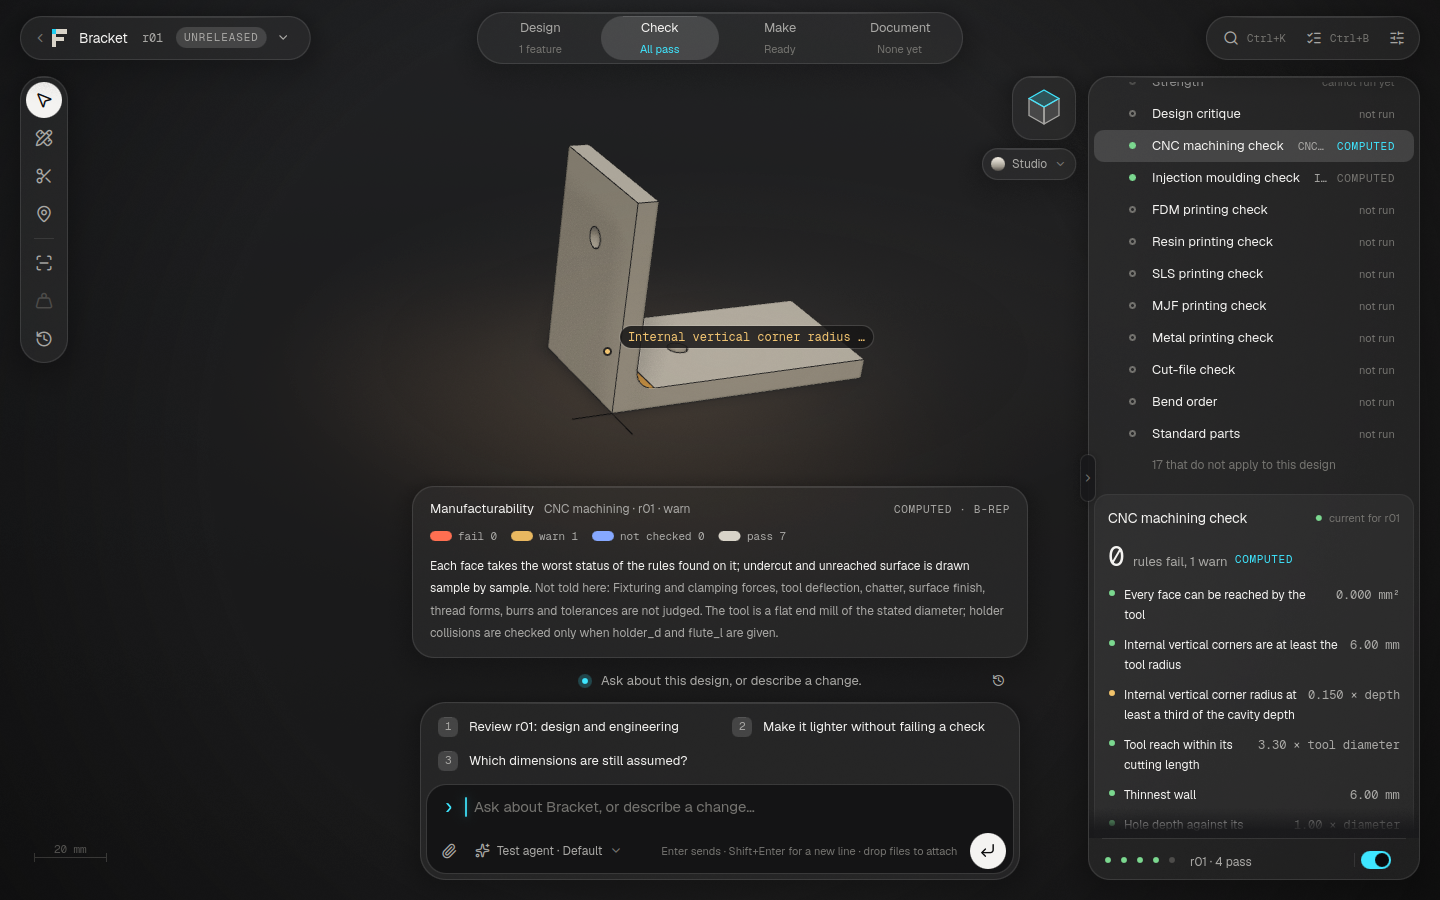 Bracket r01 UNRELEASED
Design
1 feature
Check
All pass
Make
Ready
Document
None yet
Ctrl+K Ctrl+B
Studio
Internal vertical corner radius …
20 mm
Strength cannot run yet
Design critique not run
CNC machining check CNC… COMPUTED
Injection moulding check I… COMPUTED
FDM printing check not run
Resin printing check not run
SLS printing check not run
MJF printing check not run
Metal printing check not run
Cut-file check not run
Bend order not run
Standard parts not run
17 that do not apply to this design
CNC machining check current for r01
0 rules fail, 1 warn COMPUTED
Every face can be reached by the 0.000 mm²
tool
Internal vertical corners are at least the 6.00 mm
tool radius
Internal vertical corner radius at 0.150 × depth
least a third of the cavity depth
Tool reach within its 3.30 × tool diameter
cutting length
Thinnest wall 6.00 mm
Hole depth against its 1.00 × diameter
r01 · 4 pass
Manufacturability CNC machining · r01 · warn COMPUTED · B-REP
fail 0 warn 1 not checked 0 pass 7
Each face takes the worst status of the rules found on it; undercut and unreached surface is drawn
sample by sample. Not told here: Fixturing and clamping forces, tool deflection, chatter, surface finish,
thread forms, burrs and tolerances are not judged. The tool is a flat end mill of the stated diameter; holder
collisions are checked only when holder_d and flute_l are given.
Ask about this design, or describe a change.
1 Review r01: design and engineering
2 Make it lighter without failing a check
3 Which dimensions are still assumed?
Ask about Bracket, or describe a change…
Test agent · Default
Enter sends · Shift+Enter for a new line · drop files to attach